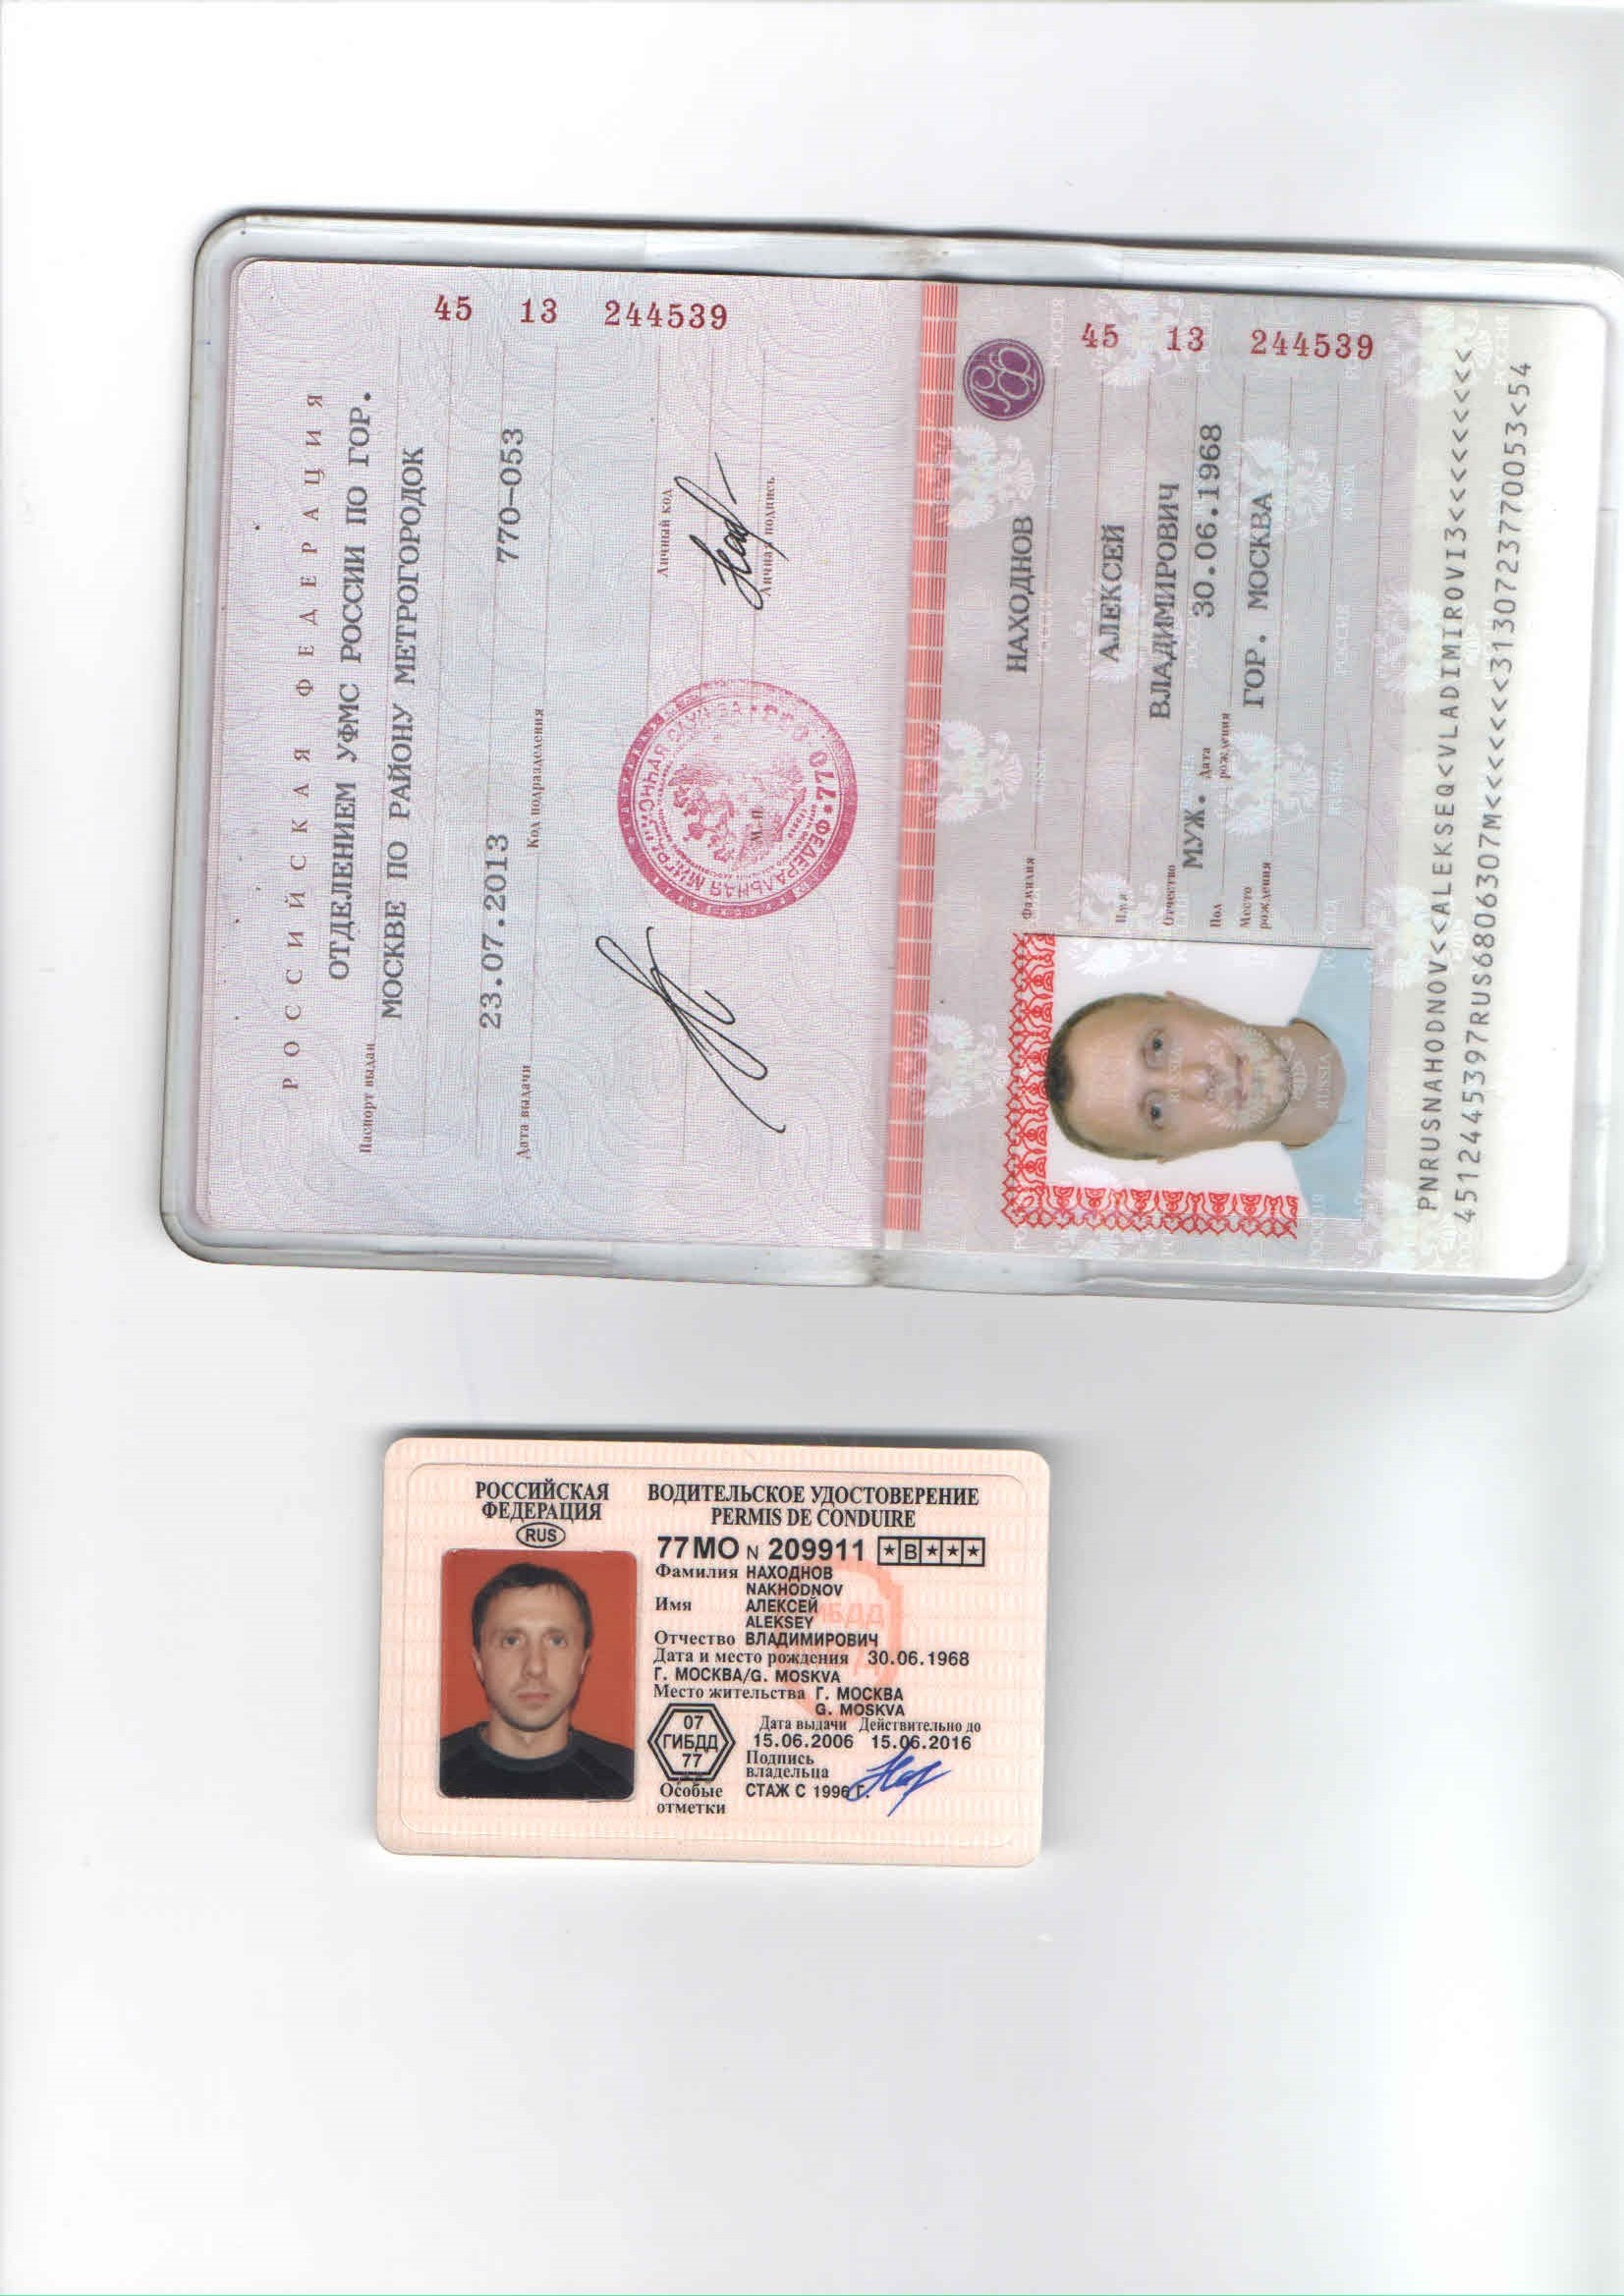 РОССИЙСКАЯ ФЕДЕРАЦИЯ
Паспорт выдан ОТДЕЛЕНИЕМ УФМС РОССИИ ПО ГОР.
МОСКВЕ ПО РАЙОНУ МЕТРОГОРОДОК
Дата выдачи 23.07.2013 Код подразделения 770-053
Личный код
Личная подпись
М.П.
ФЕДЕРАЛЬНАЯ МИГРАЦИОННАЯ СЛУЖБА
45 13 244539
45 13 244539
Фамилия НАХОДНОВ
Имя АЛЕКСЕЙ
Отчество ВЛАДИМИРОВИЧ
Пол МУЖ. Дата рождения 30.06.1968
Место рождения ГОР. МОСКВА
PNRUSNAHODNOV<<ALEKSEQ<VLADIMIROVI3<<<<<<<<<
4512445397RUS6806307M<<<<<<<3130723770053<54
РОССИЙСКАЯ
ФЕДЕРАЦИЯ
RUS
ВОДИТЕЛЬСКОЕ УДОСТОВЕРЕНИЕ
PERMIS DE CONDUIRE
77МО N 209911 *B***
Фамилия НАХОДНОВ
NAKHODNOV
Имя АЛЕКСЕЙ
ALEKSEY
Отчество ВЛАДИМИРОВИЧ
Дата и место рождения 30.06.1968
Г. МОСКВА/G. MOSKVA
Место жительства Г. МОСКВА
G. MOSKVA
07
ГИБДД
77
Дата выдачи Действительно до
15.06.2006 15.06.2016
Подпись
владельца
Особые
отметки
СТАЖ С 1996 Г.